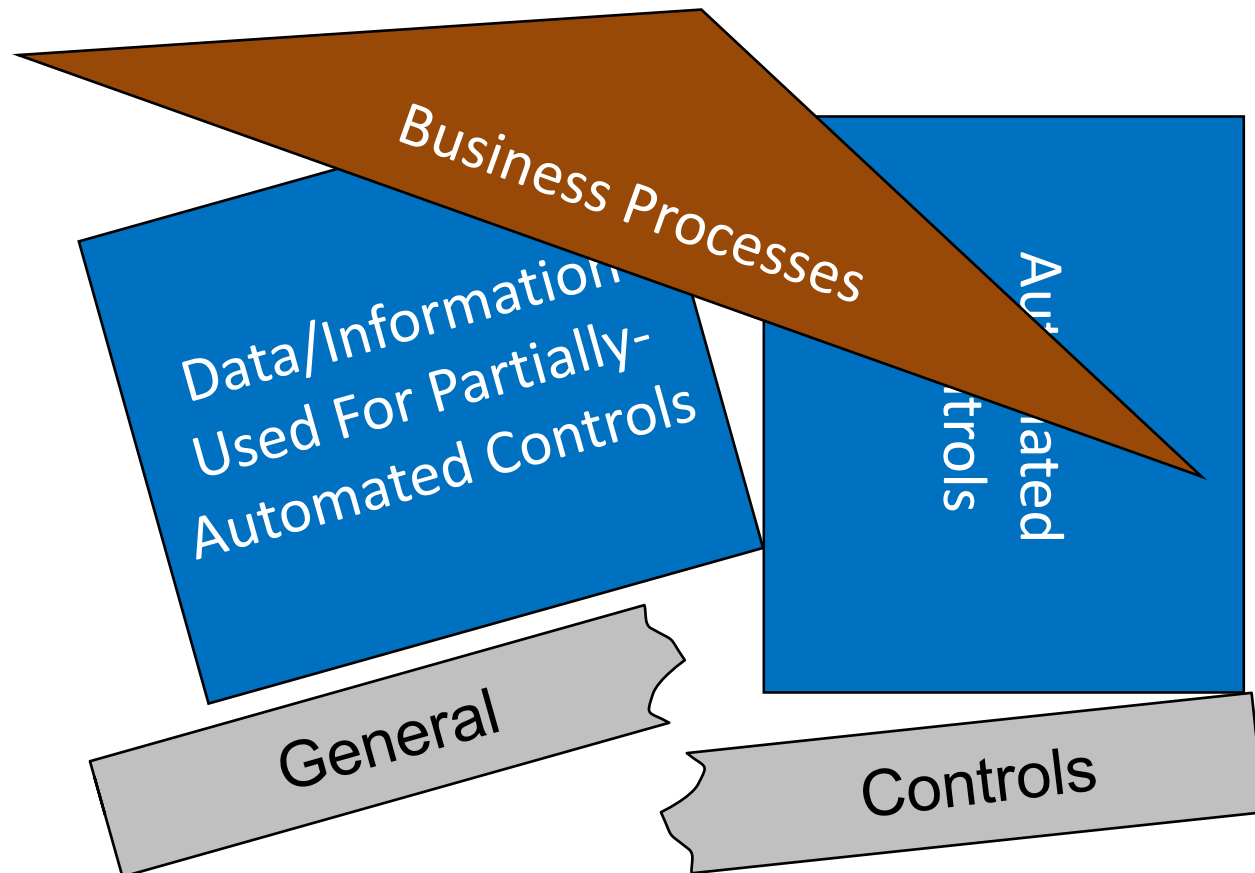 Business Processes
Data/Information
Used For Partially-
Automated Controls
General
Controls